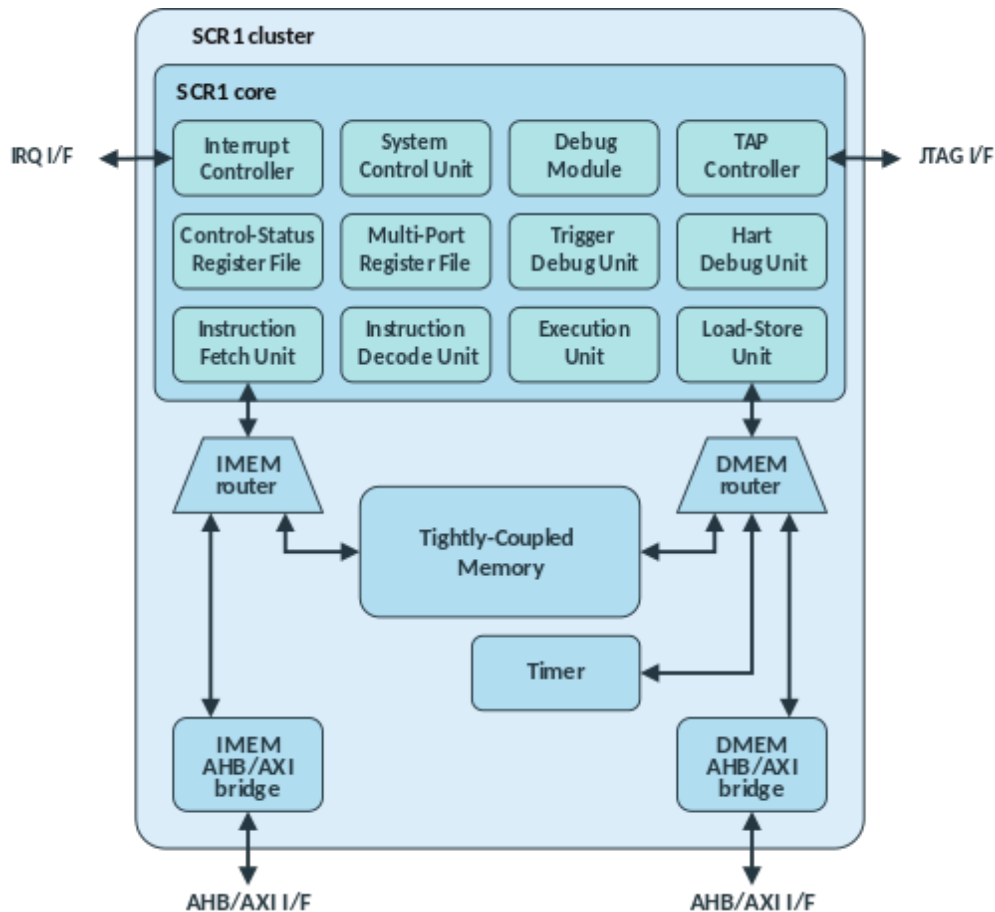 SCR1 cluster
SCR1 core
IRQ I/F
Interrupt
Controller
System
Control Unit
Debug
Module
TAP
Controller
JTAG I/F
Control-Status
Register File
Multi-Port
Register File
Trigger
Debug Unit
Hart
Debug Unit
Instruction
Fetch Unit
Instruction
Decode Unit
Execution
Unit
Load-Store
Unit
IMEM
router
DMEM
router
Tightly-Coupled
Memory
Timer
IMEM
AHB/AXI
bridge
DMEM
AHB/AXI
bridge
AHB/AXI I/F
AHB/AXI I/F